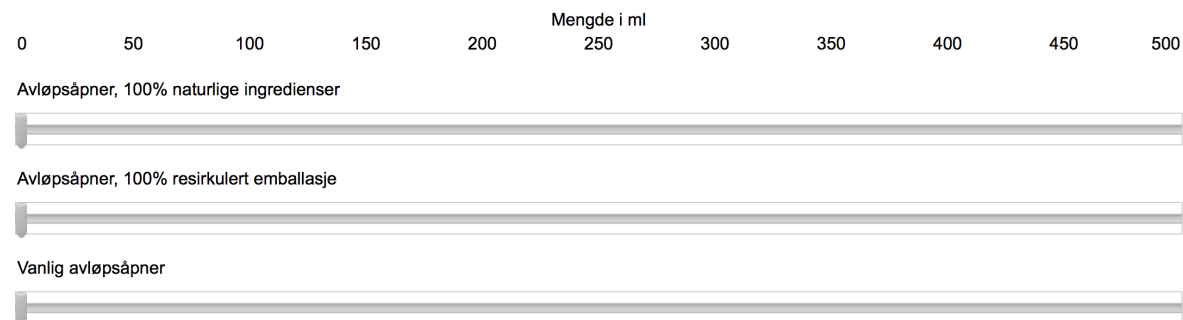 Mengde i ml
0 50 100 150 200 250 300 350 400 450 500
Avløpsåpner, 100% naturlige ingredienser
Avløpsåpner, 100% resirkulert emballasje
Vanlig avløpsåpner